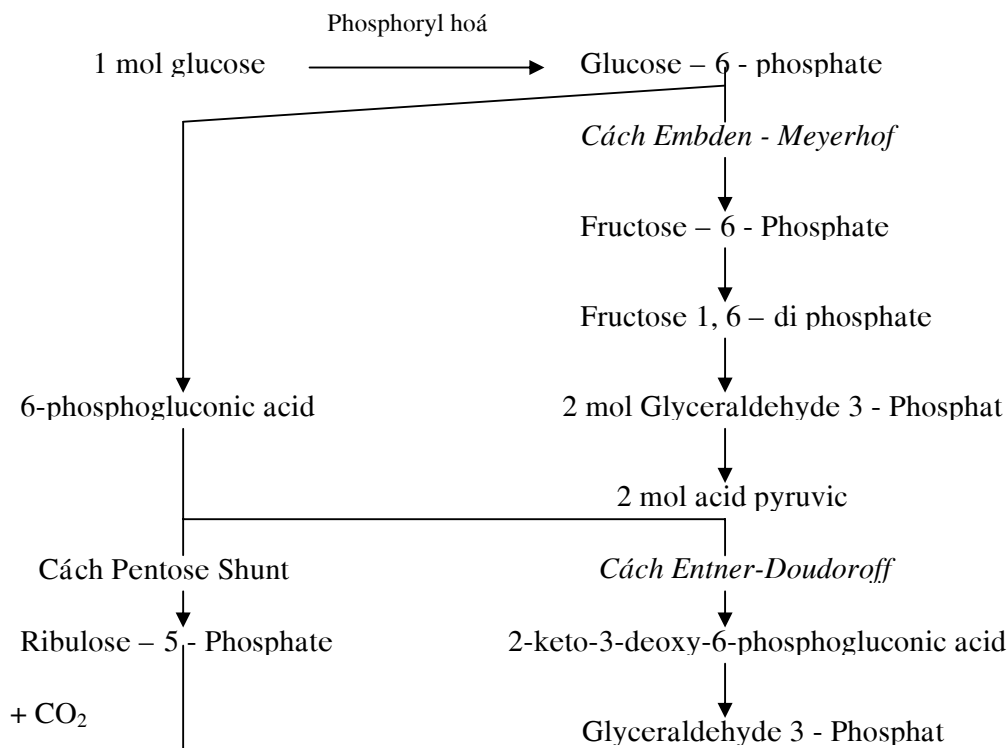 Phosphoryl hoá
1 mol glucose Glucose – 6 - phosphate
Cách Embden - Meyerhof
Fructose – 6 - Phosphate
Fructose 1, 6 – di phosphate
6-phosphogluconic acid 2 mol Glyceraldehyde 3 - Phosphat
2 mol acid pyruvic
Cách Pentose Shunt Cách Entner-Doudoroff
Ribulose – 5 - Phosphate 2-keto-3-deoxy-6-phosphogluconic acid
+ CO₂ Glyceraldehyde 3 - Phosphat